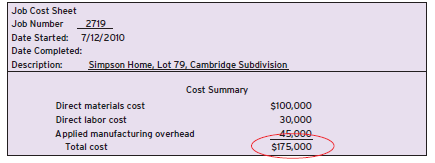 Job Cost Sheet
Job Number 2719
Date Started: 7/12/2010
Date Completed:
Description: Simpson Home, Lot 79, Cambridge Subdivision
Cost Summary
Direct materials cost $100,000
Direct labor cost 30,000
Applied manufacturing overhead 45,000
Total cost $175,000